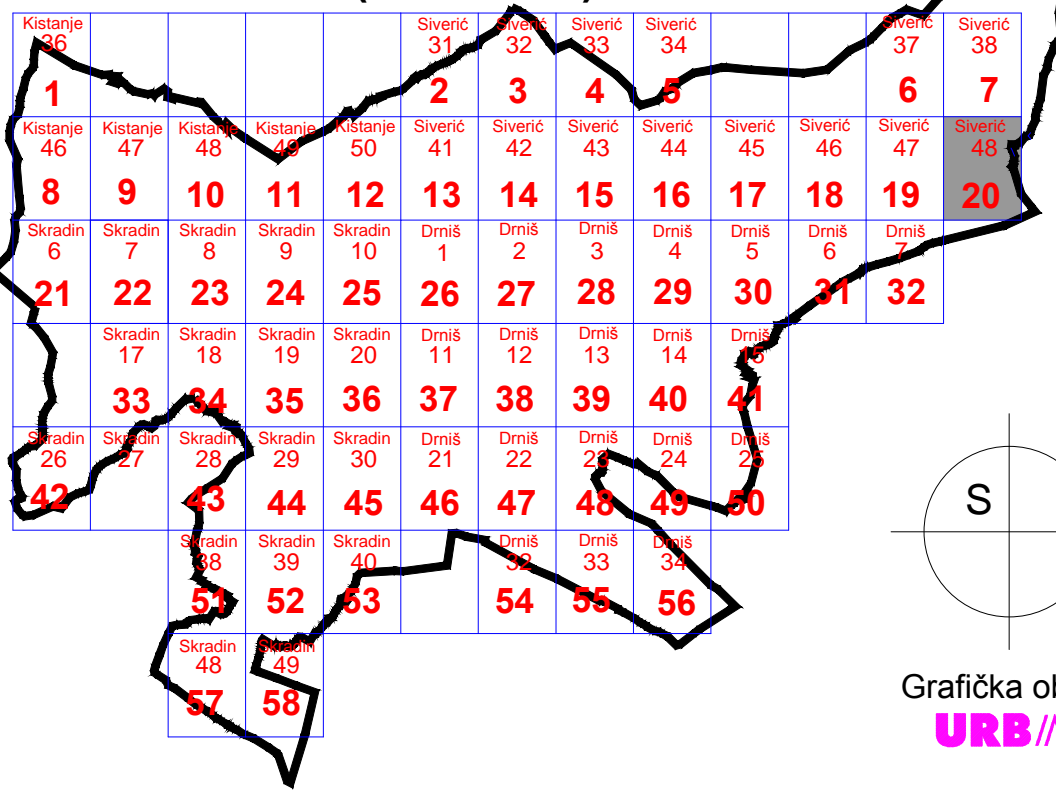 Kistanje Siverić Siverić Siverić Siverić Siverić Siverić
36 31 32 33 34 37 38
1 2 3 4 5 6 7
Kistanje Kistanje Kistanje Kistanje Kistanje Siverić Siverić Siverić Siverić Siverić Siverić Siverić Siverić
46 47 48 49 50 41 42 43 44 45 46 47 48
8 9 10 11 12 13 14 15 16 17 18 19 20
Skradin Skradin Skradin Skradin Skradin Drniš Drniš Drniš Drniš Drniš Drniš Drniš
6 7 8 9 10 1 2 3 4 5 6 7
21 22 23 24 25 26 27 28 29 30 31 32
Skradin Skradin Skradin Skradin Drniš Drniš Drniš Drniš Drniš
17 18 19 20 11 12 13 14 15
33 34 35 36 37 38 39 40 41
Skradin Skradin Skradin Skradin Skradin Drniš Drniš Drniš Drniš Drniš
26 27 28 29 30 21 22 23 24 25
42 43 44 45 46 47 48 49 50
Skradin Skradin Skradin Drniš Drniš Drniš
38 39 40 32 33 34
51 52 53 54 55 56
Skradin Skradin
48 49
57 58
S
Grafička ob
URB//